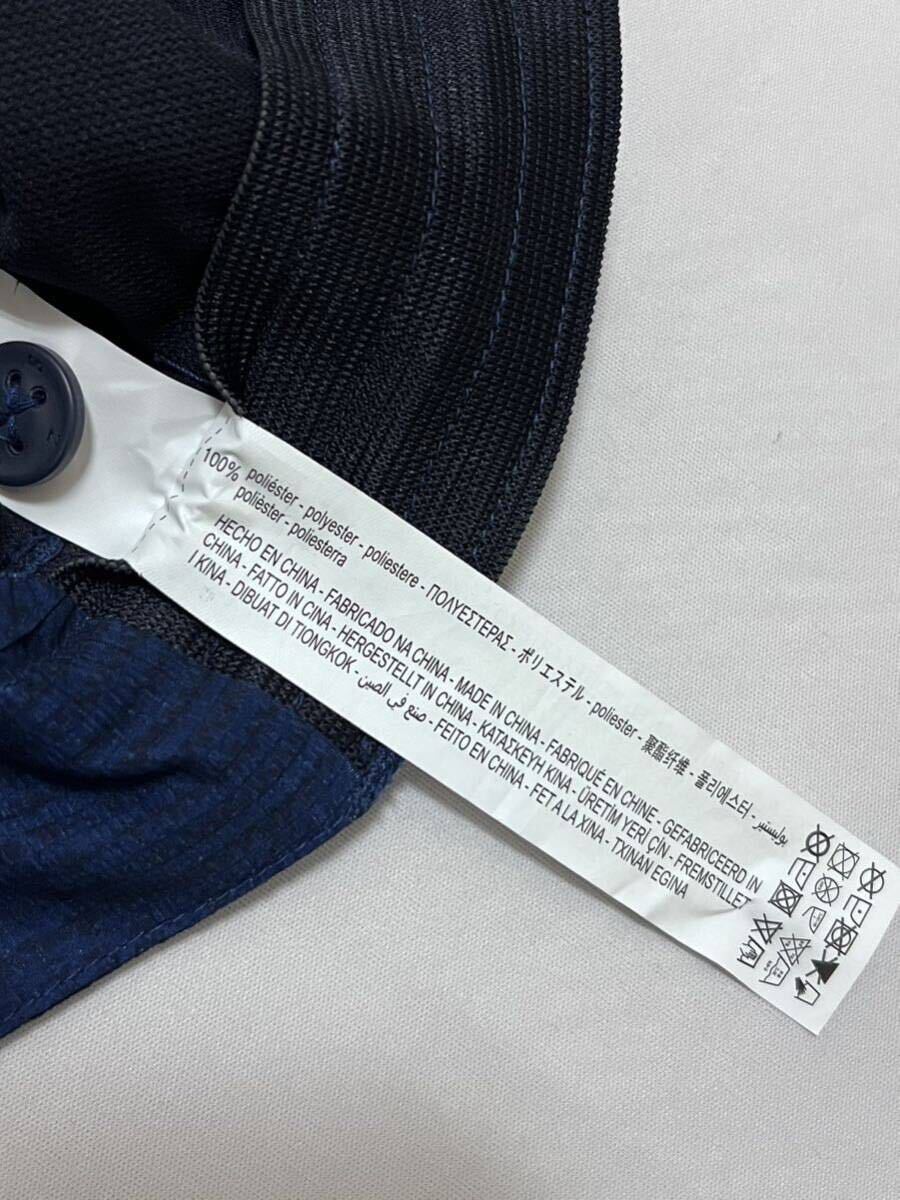 100% poliéster - polyester - poliestere - ΠΟΛΥΕΣΤΕΡΑΣ - ポリエステル - poliester - 聚酯纤维 - 폴리에스터 - بوليستير
polièster - poliesterra
HECHO EN CHINA - FABRICADO NA CHINA - MADE IN CHINA - FABRIQUÉ EN CHINE - GEFABRICEERD IN
CHINA - FATTO IN CINA - HERGESTELLT IN CHINA - ΚΑΤΑΣΚΕΥΗ ΚΙΝΑ - ÜRETİM YERİ ÇİN - FREMSTILLET
I KINA - DIBUAT DI TIONGKOK - صنع في الصين - FEITO EN CHINA - FET A LA XINA - TXINAN EGINA